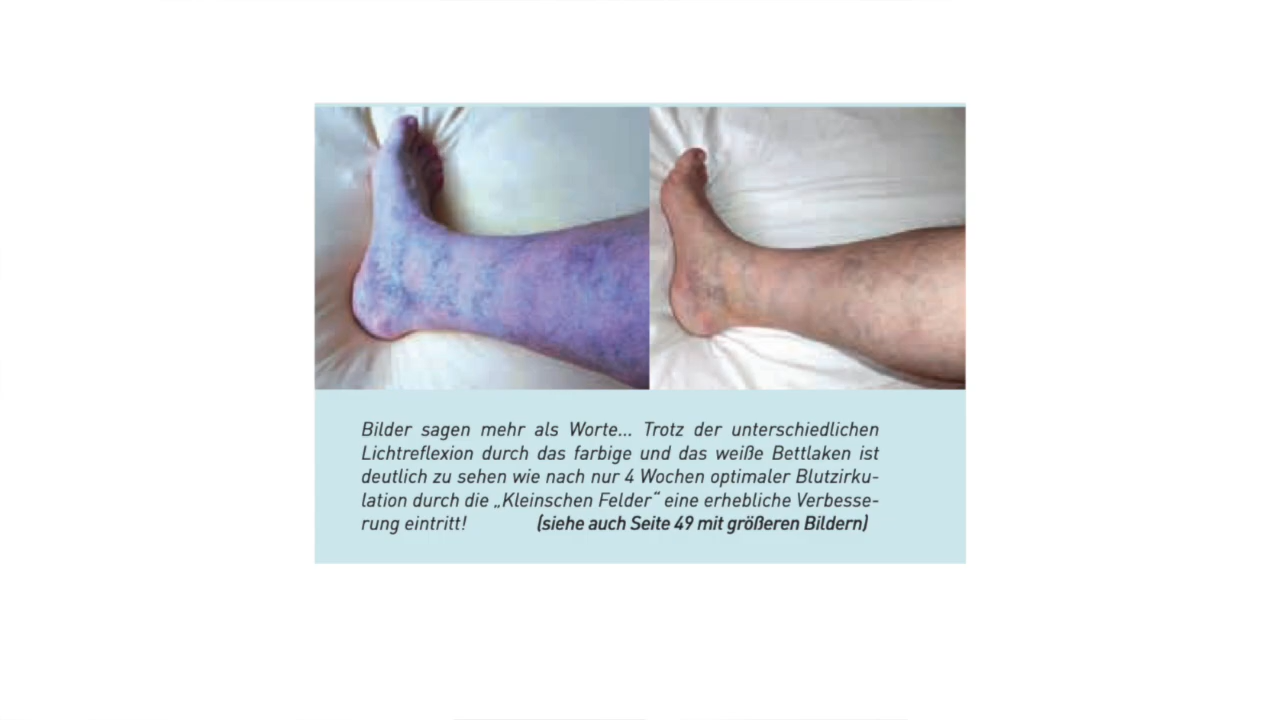 Bilder sagen mehr als Worte... Trotz der unterschiedlichen
Lichtreflexion durch das farbige und das weiße Bettlaken ist
deutlich zu sehen wie nach nur 4 Wochen optimaler Blutzirku-
lation durch die „Kleinschen Felder“ eine erhebliche Verbesse-
rung eintritt! (siehe auch Seite 49 mit größeren Bildern)